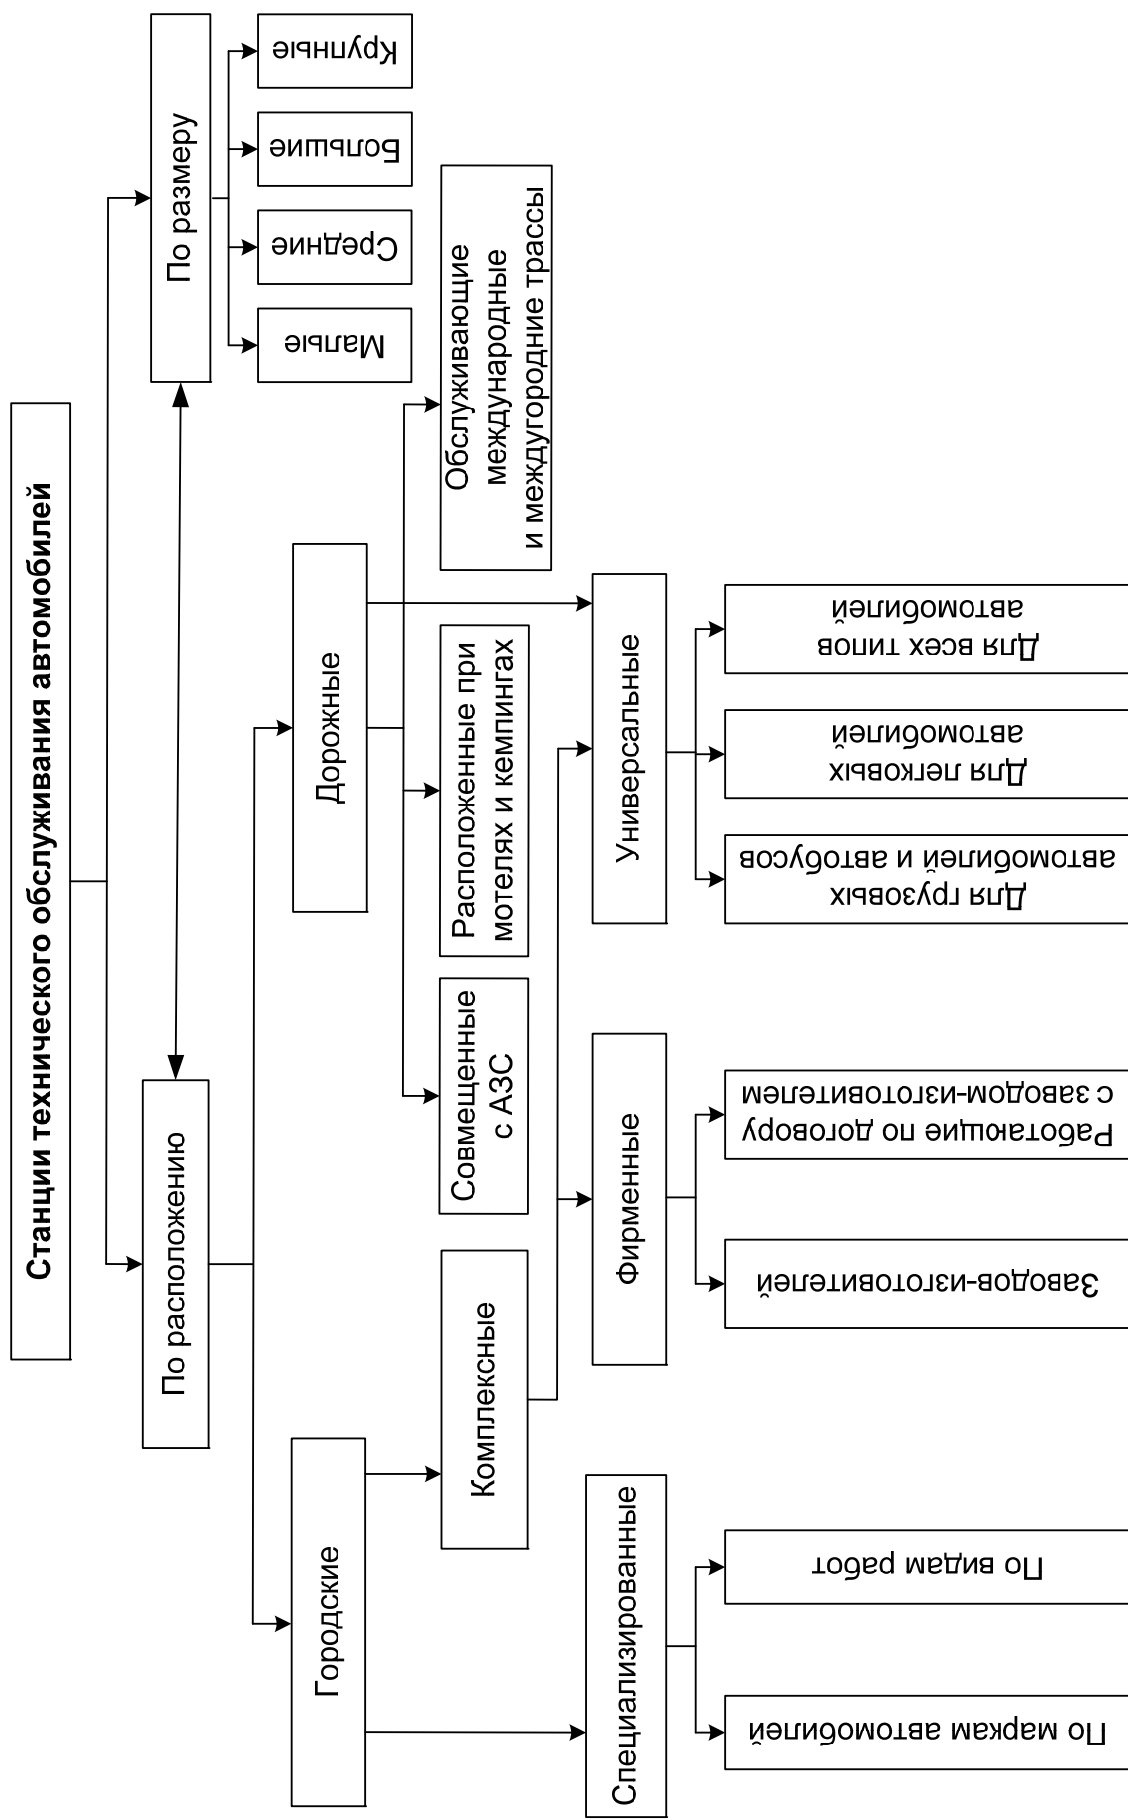 Станции технического обслуживания автомобилей
По расположению
По размеру
Городские
Дорожные
Малые
Средние
Большие
Крупные
Комплексные
Совмещенные
с АЗС
Расположенные при
мотелях и кемпингах
Обслуживающие
международные
и междугородние трассы
Специализированные
Фирменные
Универсальные
По маркам автомобилей
По видам работ
Заводов-изготовителей
Работающие по договору
с заводом-изготовителем
Для грузовых
автомобилей и автобусов
Для легковых
автомобилей
Для всех типов
автомобилей